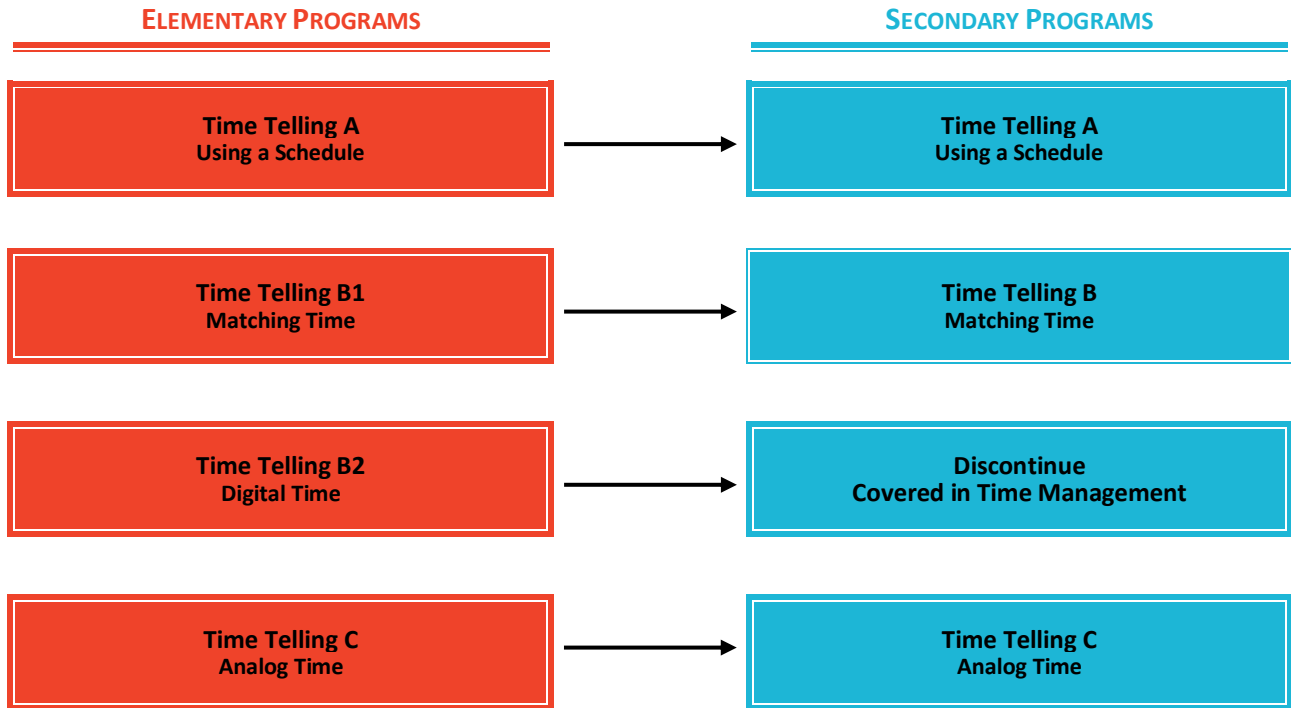 ELEMENTARY PROGRAMS
SECONDARY PROGRAMS
Time Telling A
Using a Schedule
Time Telling A
Using a Schedule
Time Telling B1
Matching Time
Time Telling B
Matching Time
Time Telling B2
Digital Time
Discontinue
Covered in Time Management
Time Telling C
Analog Time
Time Telling C
Analog Time